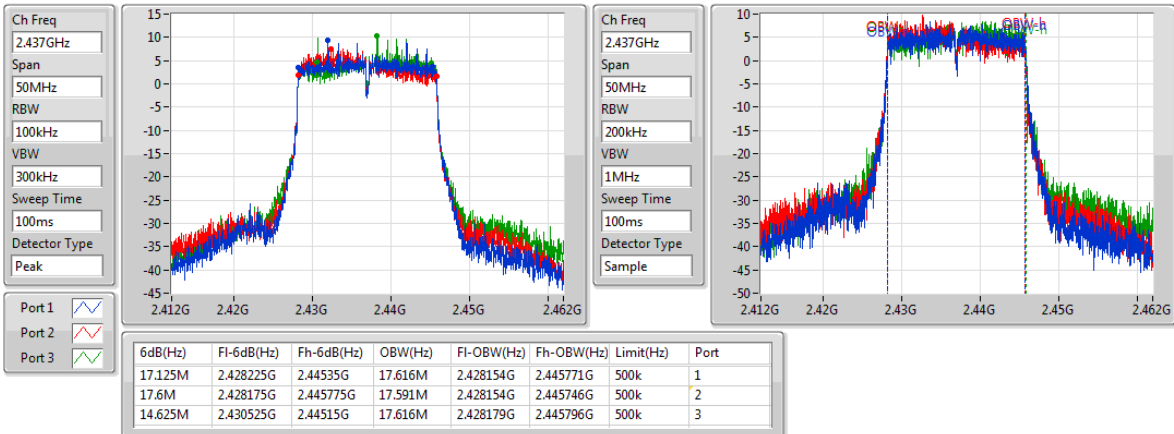 Ch Freq
2.437GHz
Span
50MHz
RBW
100kHz
VBW
300kHz
Sweep Time
100ms
Detector Type
Peak
Port 1
Port 2
Port 3
15
10
5
0
-5
-10
-15
-20
-25
-30
-35
-40
-45
2.412G 2.42G 2.43G 2.44G 2.45G 2.462G
Ch Freq
2.437GHz
Span
50MHz
RBW
200kHz
VBW
1MHz
Sweep Time
100ms
Detector Type
Sample
10
5
0
-5
-10
-15
-20
-25
-30
-35
-40
-45
-50
OBW-h
2.412G 2.42G 2.43G 2.44G 2.45G 2.462G
6dB(Hz) Fl-6dB(Hz) Fh-6dB(Hz) OBW(Hz) Fl-OBW(Hz) Fh-OBW(Hz) Limit(Hz) Port
17.125M 2.428225G 2.44535G 17.616M 2.428154G 2.445771G 500k 1
17.6M 2.428175G 2.445775G 17.591M 2.428154G 2.445746G 500k 2
14.625M 2.430525G 2.44515G 17.616M 2.428179G 2.445796G 500k 3